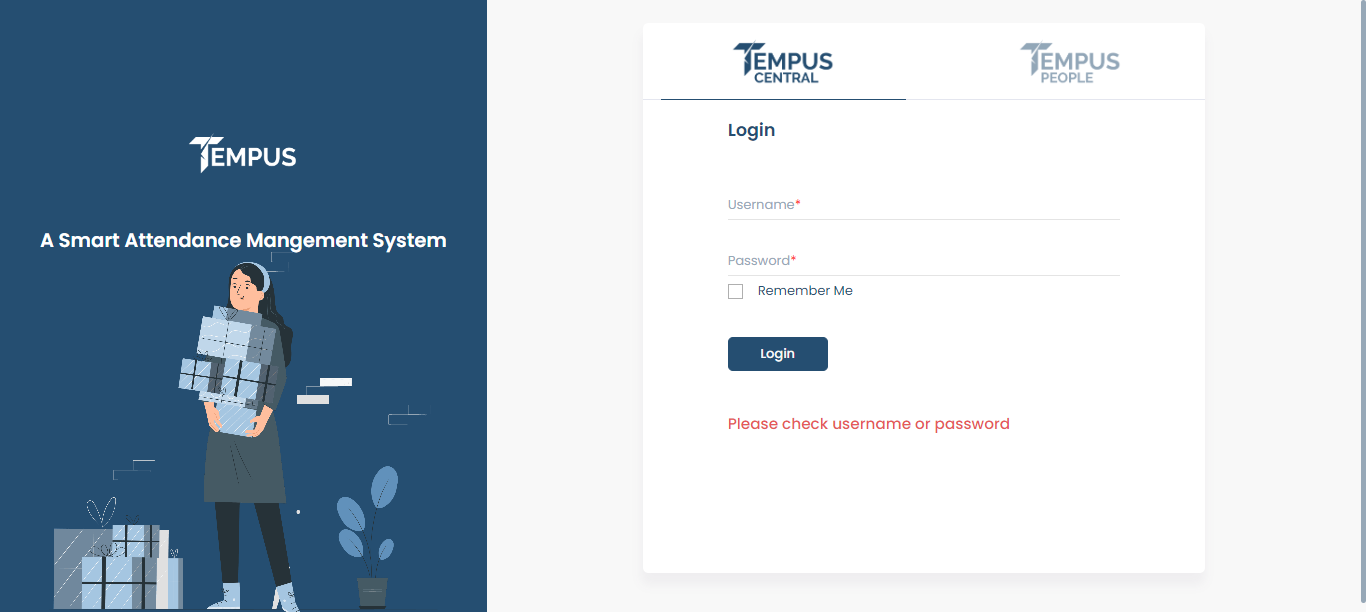 TEMPUS
A Smart Attendance Mangement System
TEMPUS
CENTRAL
TEMPUS
PEOPLE
Login
Username*
Password*
Remember Me
Login
Please check username or password